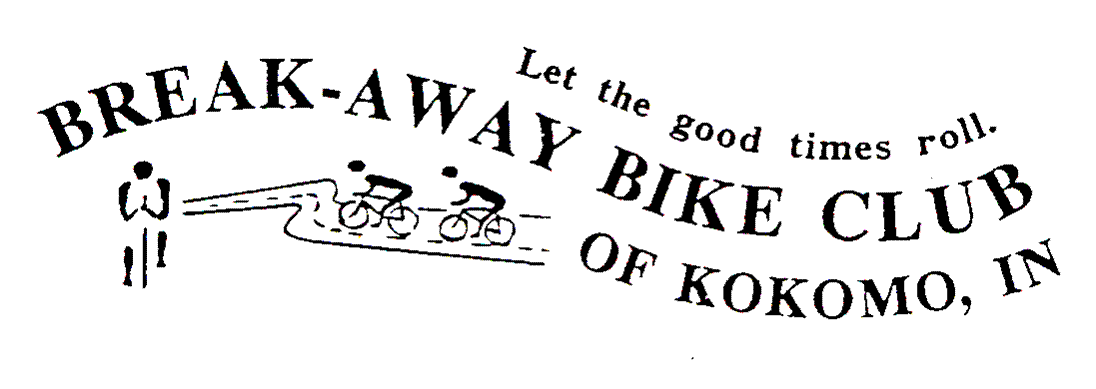 Let the good times roll.
BREAK-AWAY BIKE CLUB
OF KOKOMO, IN